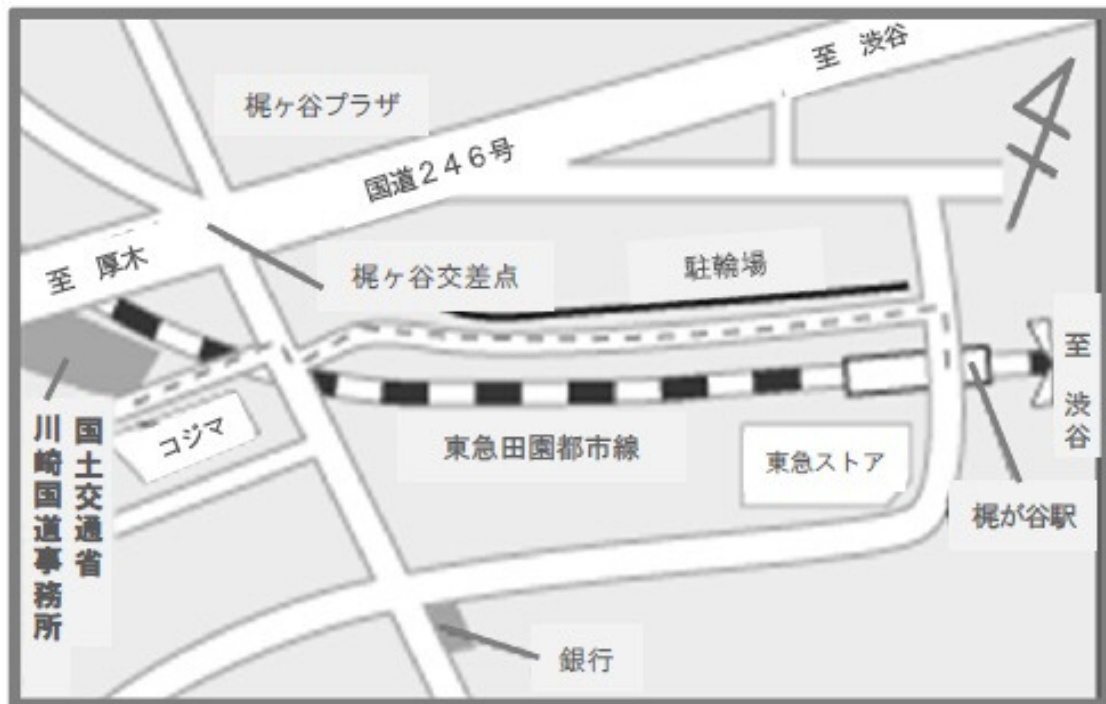 至 渋谷
梶ヶ谷プラザ
国道246号
至 厚木
梶ヶ谷交差点
駐輪場
至 渋谷
コジマ
東急田園都市線
東急ストア
梶が谷駅
国土交通省
川崎国道事務所
銀行